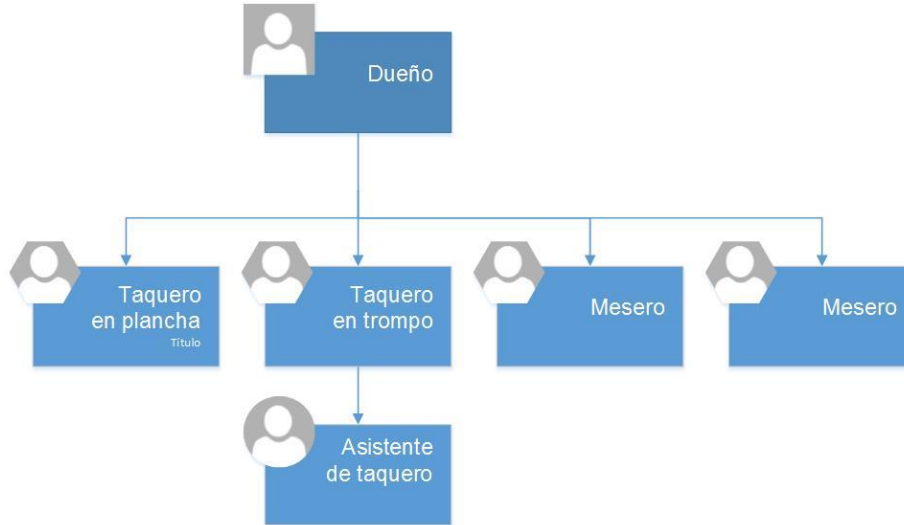 Dueño
Taquero
en plancha
Título
Taquero
en trompo
Mesero
Mesero
Asistente
de taquero